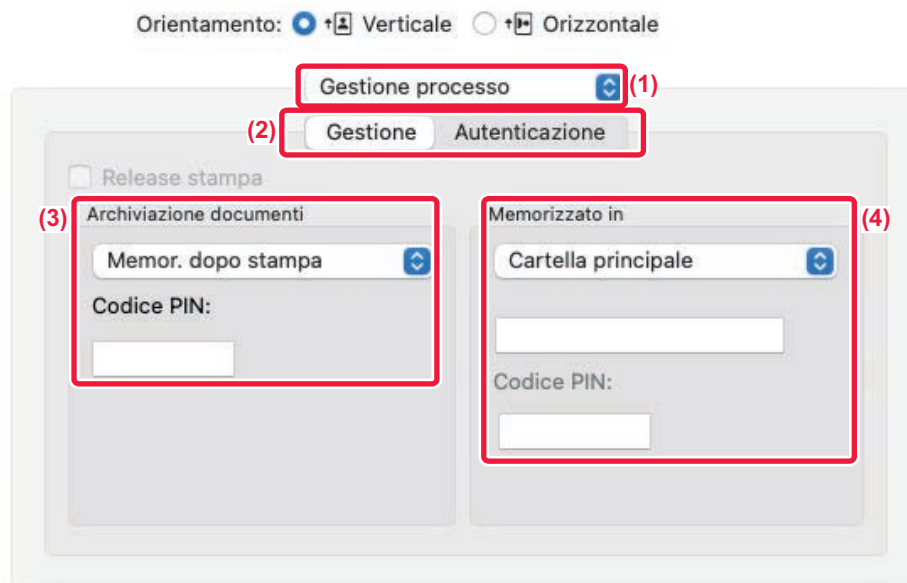 Orientamento: Verticale Orizzontale
Gestione processo (1)
(2) Gestione Autenticazione
Release stampa
(3) Archiviazione documenti Memorizzato in (4)
Memor. dopo stampa Cartella principale
Codice PIN:
Codice PIN: